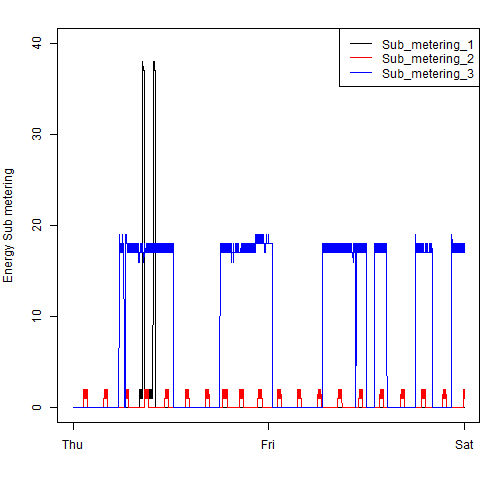 Sub_metering_1
Sub_metering_2
Sub_metering_3
Energy Sub metering
40
30
20
10
0
Thu
Fri
Sat